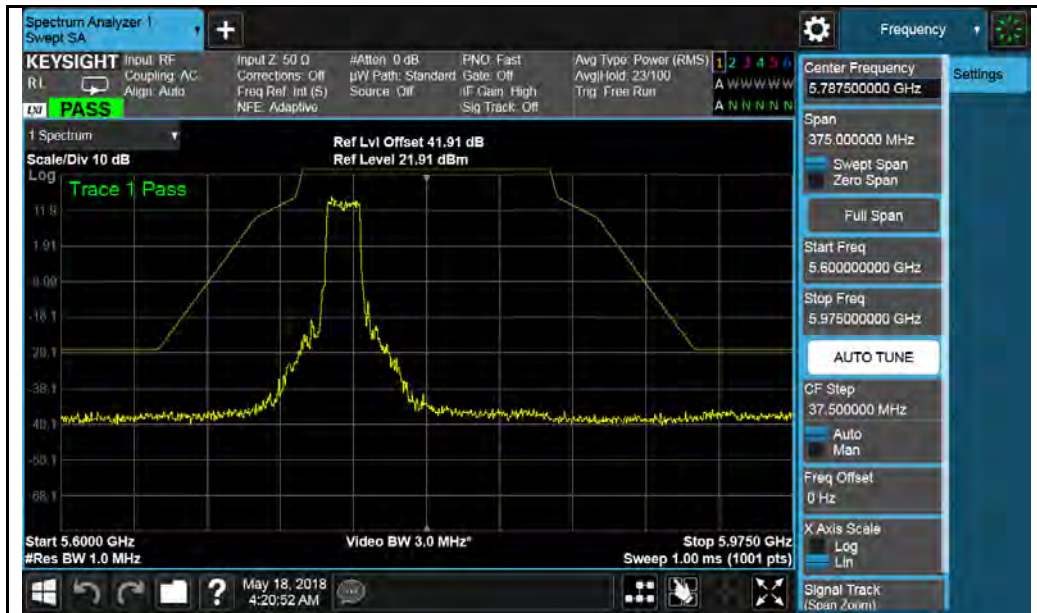 Spectrum Analyzer 1
Swept SA
+
Frequency
KEYSIGHT
Input: RF
Coupling: AC
Align: Auto
RL
LXI
PASS
Input Z: 50 Ω
Corrections: Off
Freq Ref: Int (S)
NFE: Adaptive
#Atten: 0 dB
µW Path: Standard
Source: Off
PNO: Fast
Gate: Off
IF Gain: High
Sig Track: Off
Avg Type: Power (RMS)
Avg|Hold: 23/100
Trig: Free Run
1 2 3 4 5 6
A W W W W W
A N N N N N
Settings
1 Spectrum
Scale/Div 10 dB
Ref Lvl Offset 41.91 dB
Ref Level 21.91 dBm
Log
Trace 1 Pass
11.9
1.91
-8.09
-18.1
-28.1
-38.1
-48.1
-58.1
-68.1
Start 5.6000 GHz
#Res BW 1.0 MHz
Video BW 3.0 MHz*
Stop 5.9750 GHz
Sweep 1.00 ms (1001 pts)
Center Frequency
5.787500000 GHz
Span
375.000000 MHz
Swept Span
Zero Span
Full Span
Start Freq
5.600000000 GHz
Stop Freq
5.975000000 GHz
AUTO TUNE
CF Step
37.500000 MHz
Auto
Man
Freq Offset
0 Hz
X Axis Scale
Log
Lin
Signal Track
(Span Zoom)
?
May 18, 2018
4:20:52 AM